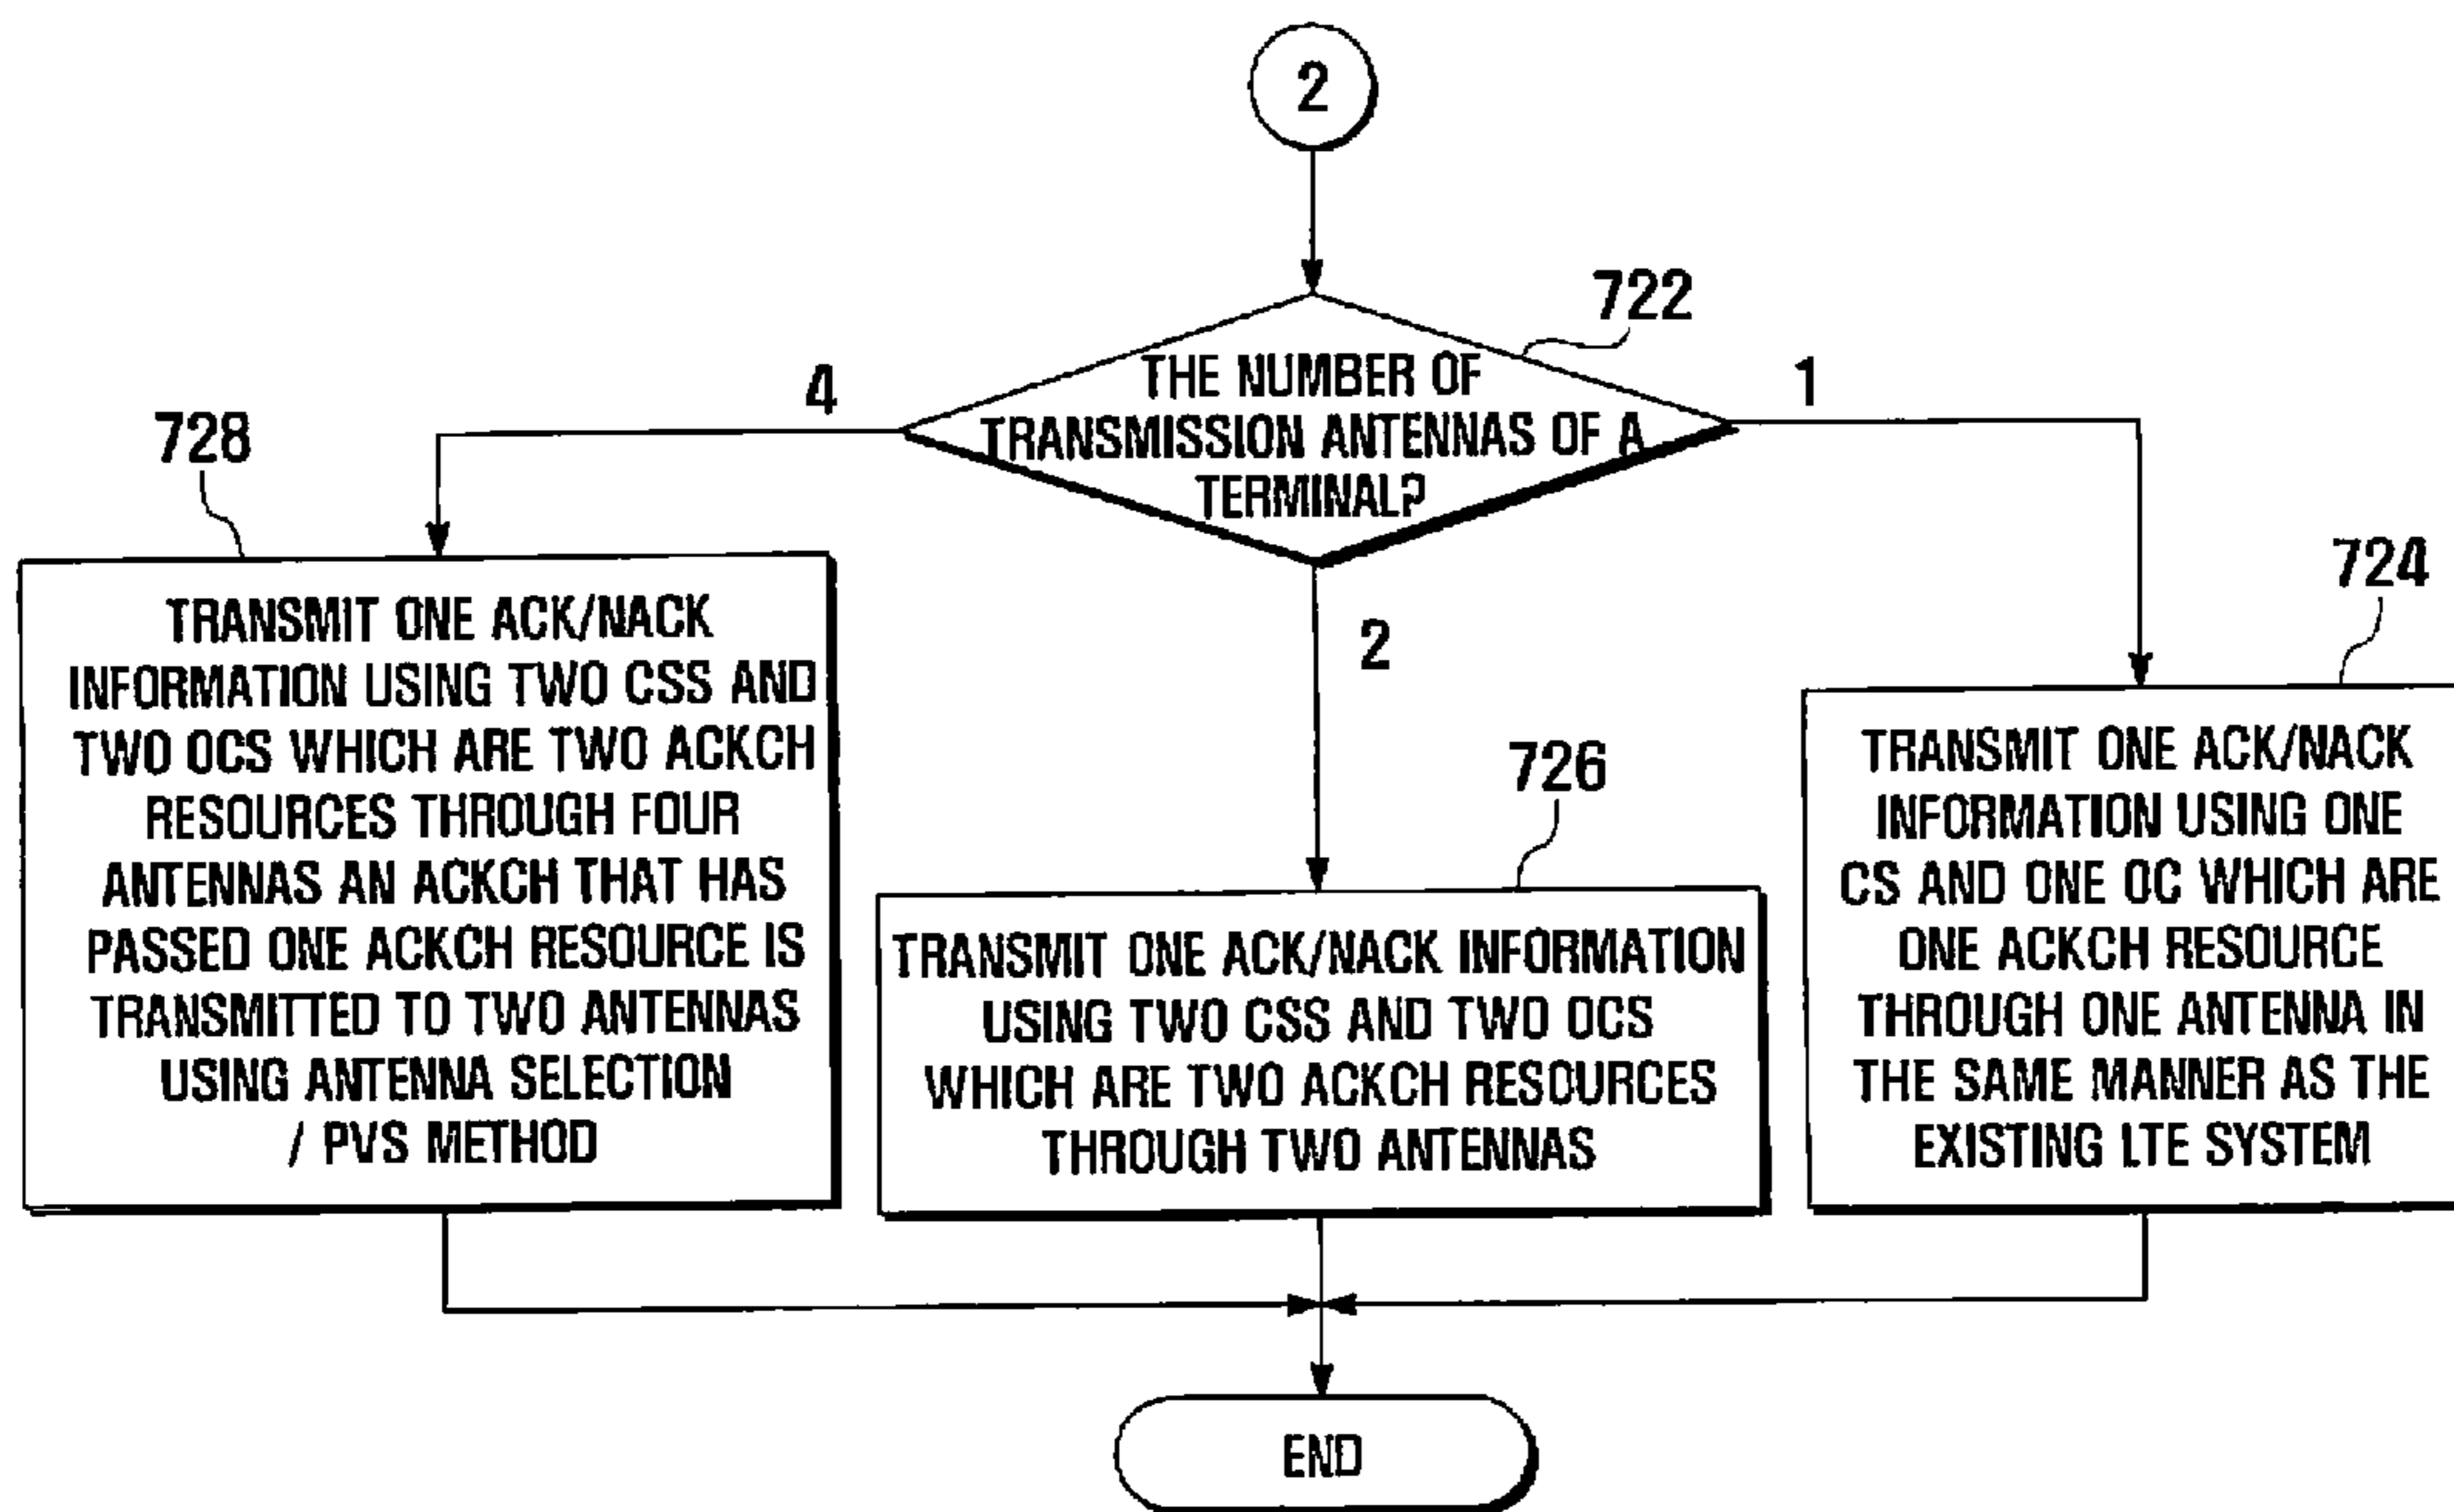 2
722
THE NUMBER OF
TRANSMISSION ANTENNAS OF A
TERMINAL?
4
1
2
728
TRANSMIT ONE ACK/NACK
INFORMATION USING TWO CSS AND
TWO OCS WHICH ARE TWO ACKCH
RESOURCES THROUGH FOUR
ANTENNAS AN ACKCH THAT HAS
PASSED ONE ACKCH RESOURCE IS
TRANSMITTED TO TWO ANTENNAS
USING ANTENNA SELECTION
/ PVS METHOD
726
TRANSMIT ONE ACK/NACK INFORMATION
USING TWO CSS AND TWO OCS
WHICH ARE TWO ACKCH RESOURCES
THROUGH TWO ANTENNAS
724
TRANSMIT ONE ACK/NACK
INFORMATION USING ONE
CS AND ONE OC WHICH ARE
ONE ACKCH RESOURCE
THROUGH ONE ANTENNA IN
THE SAME MANNER AS THE
EXISTING LTE SYSTEM
END